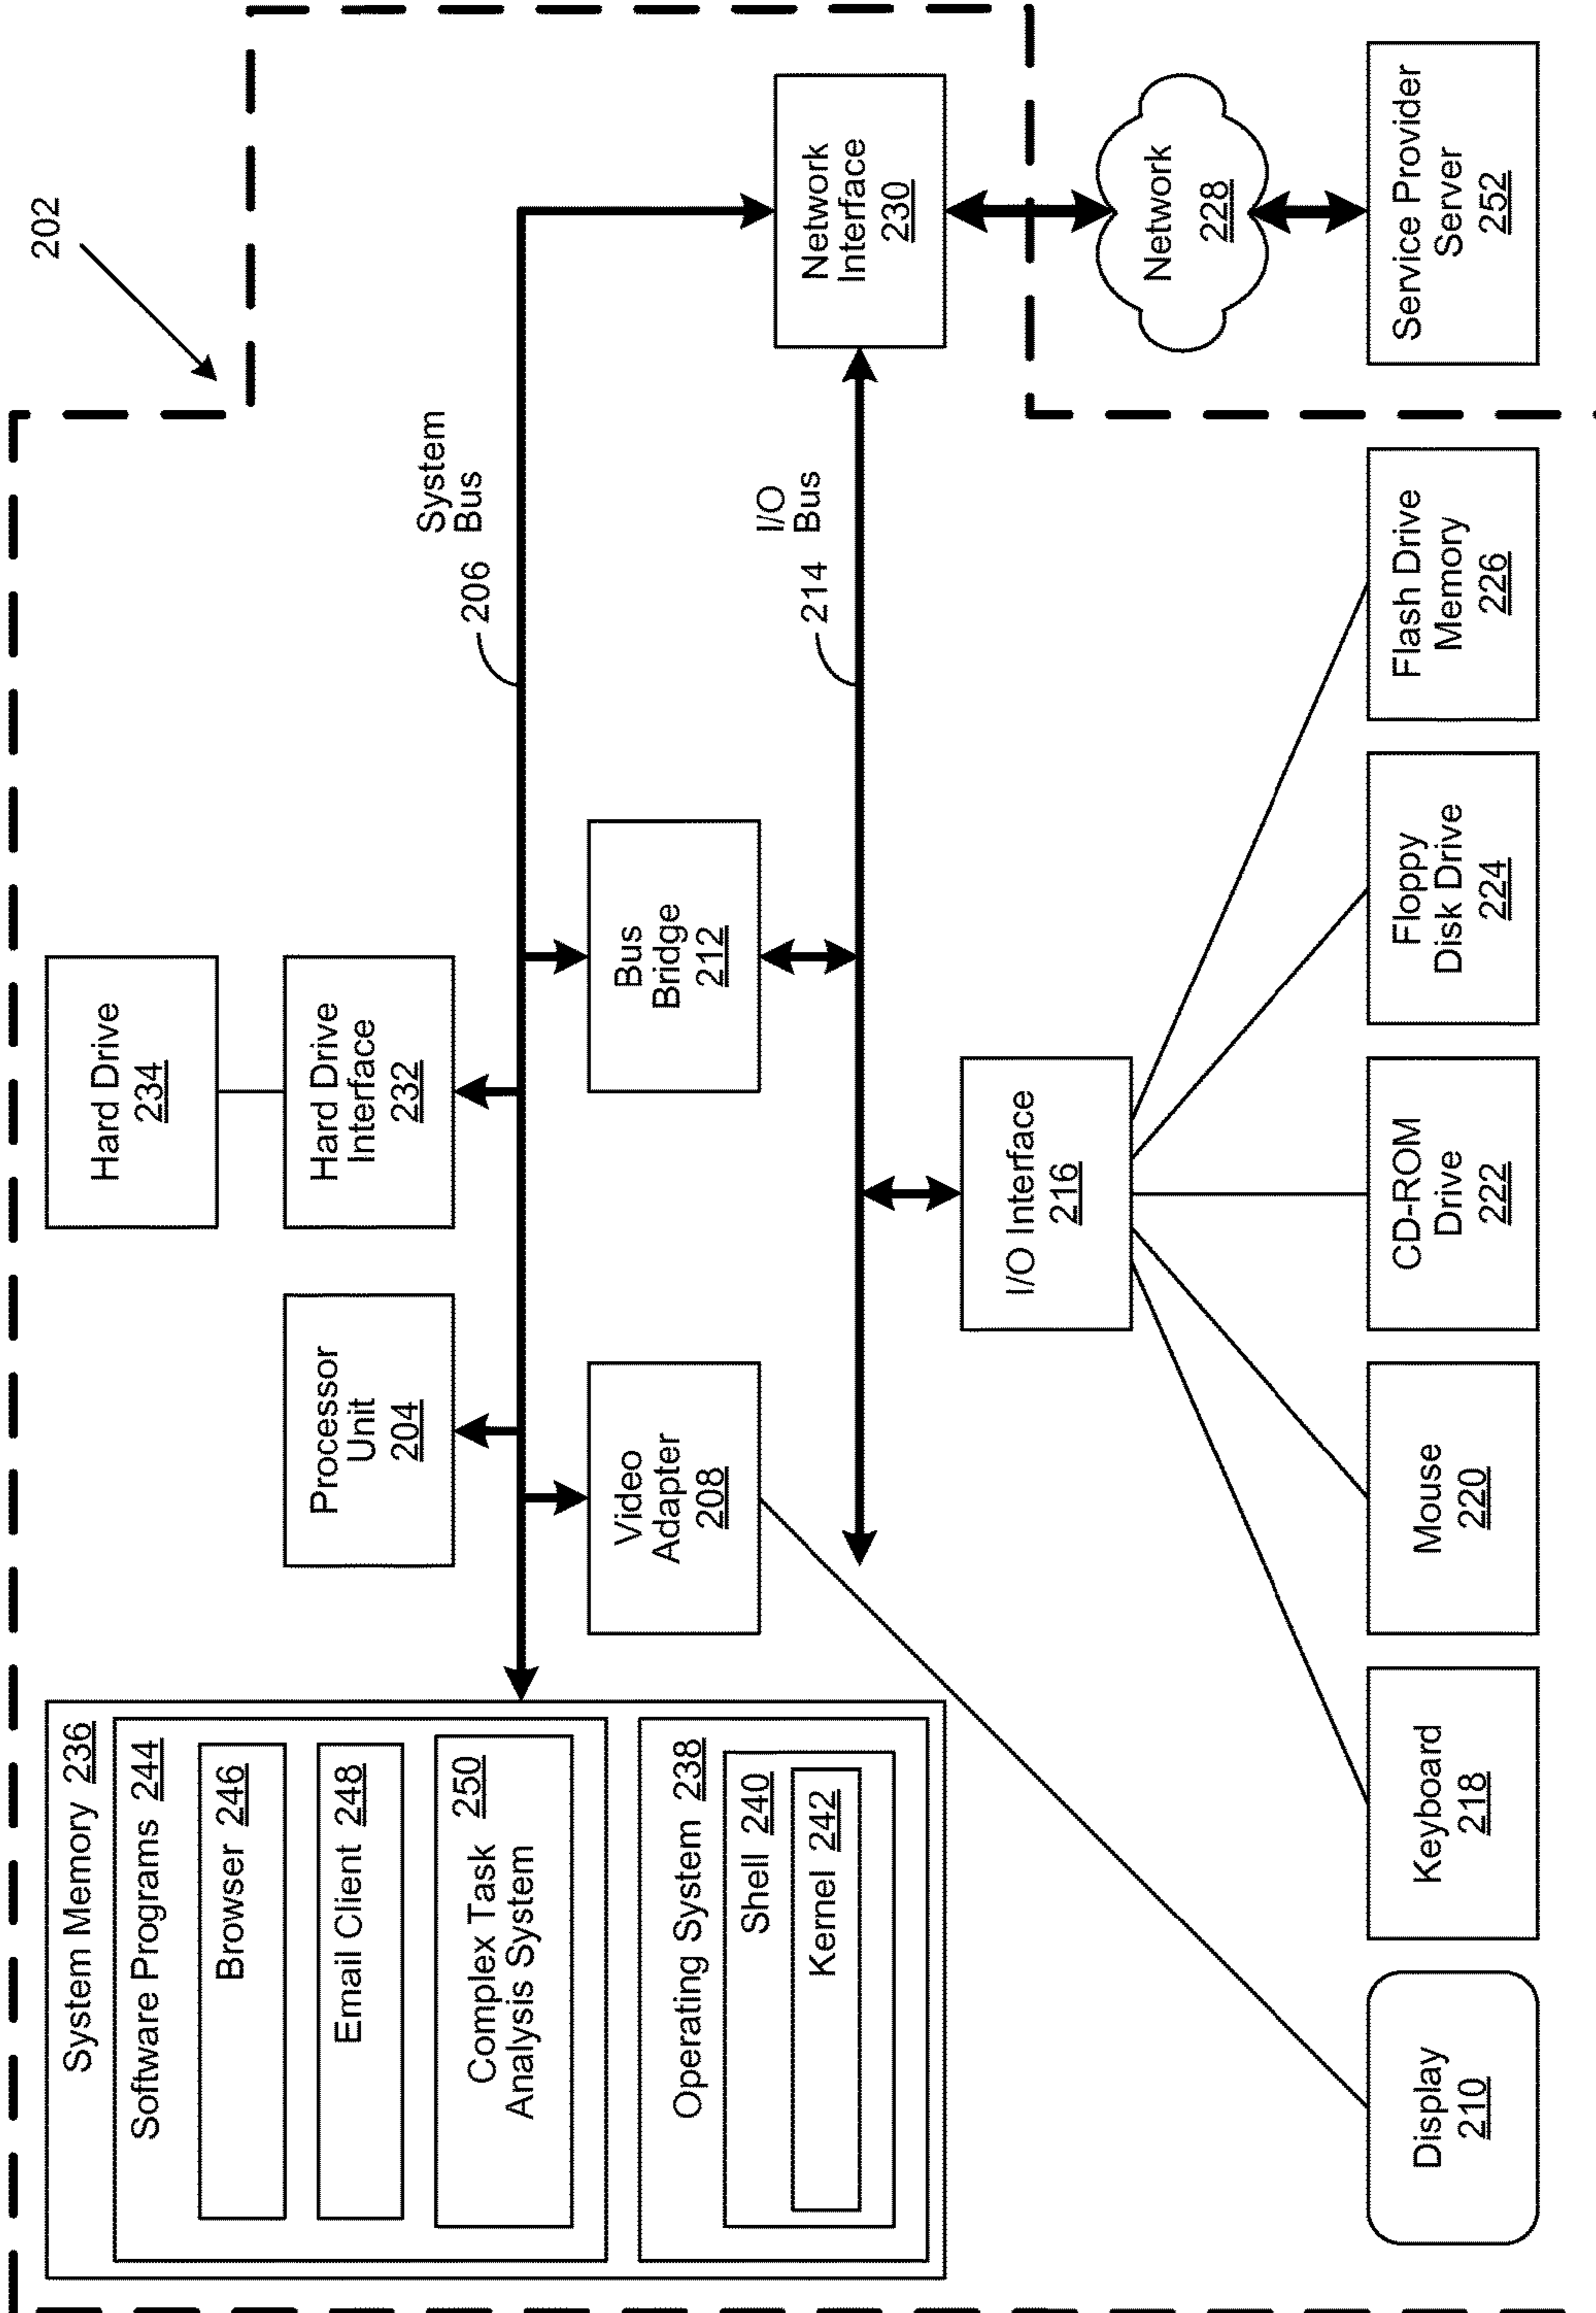 202
System Memory 236
Software Programs 244
Browser 246
Email Client 248
Complex Task 250
Analysis System
Operating System 238
Shell 240
Kernel 242
Hard Drive
234
Processor
Unit
204
Hard Drive
Interface
232
System
Bus
206
Video
Adapter
208
Bus
Bridge
212
I/O
Bus
214
Network
Interface
230
I/O Interface
216
Network
228
Display
210
Keyboard
218
Mouse
220
CD-ROM
Drive
222
Floppy
Disk Drive
224
Flash Drive
Memory
226
Service Provider
Server
252